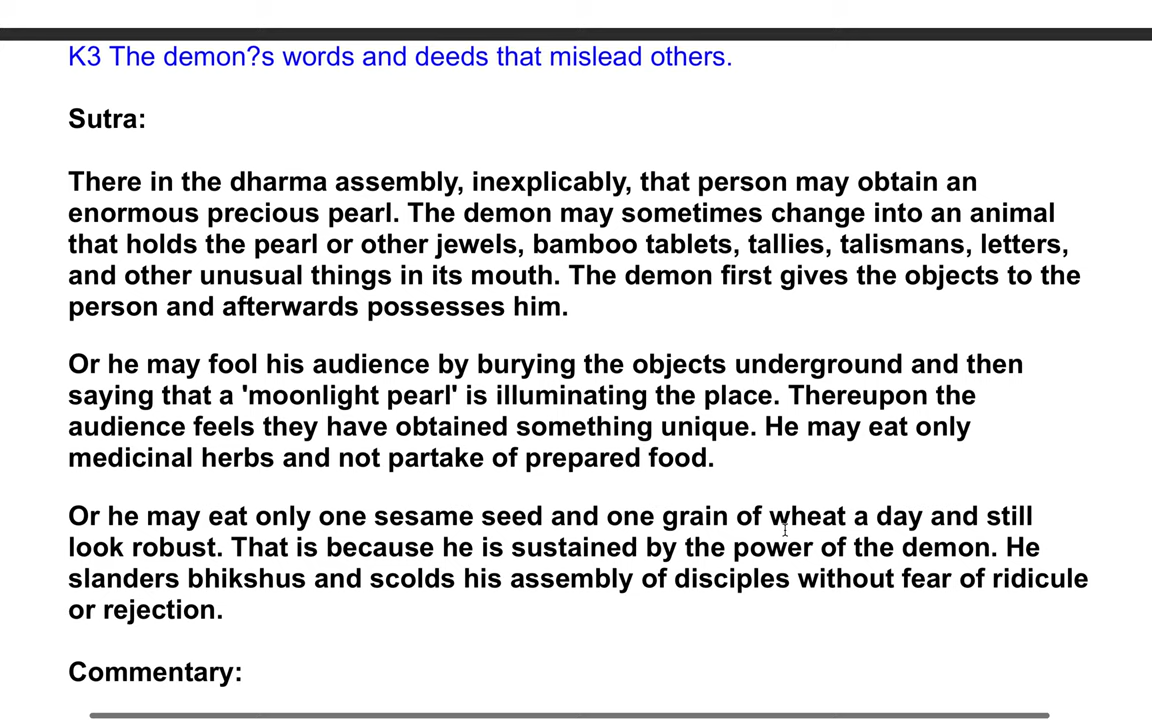 K3 The demon?s words and deeds that mislead others.
Sutra:
There in the dharma assembly, inexplicably, that person may obtain an
enormous precious pearl. The demon may sometimes change into an animal
that holds the pearl or other jewels, bamboo tablets, tallies, talismans, letters,
and other unusual things in its mouth. The demon first gives the objects to the
person and afterwards possesses him.
Or he may fool his audience by burying the objects underground and then
saying that a 'moonlight pearl' is illuminating the place. Thereupon the
audience feels they have obtained something unique. He may eat only
medicinal herbs and not partake of prepared food.
Or he may eat only one sesame seed and one grain of wheat a day and still
look robust. That is because he is sustained by the power of the demon. He
slanders bhikshus and scolds his assembly of disciples without fear of ridicule
or rejection.
Commentary: